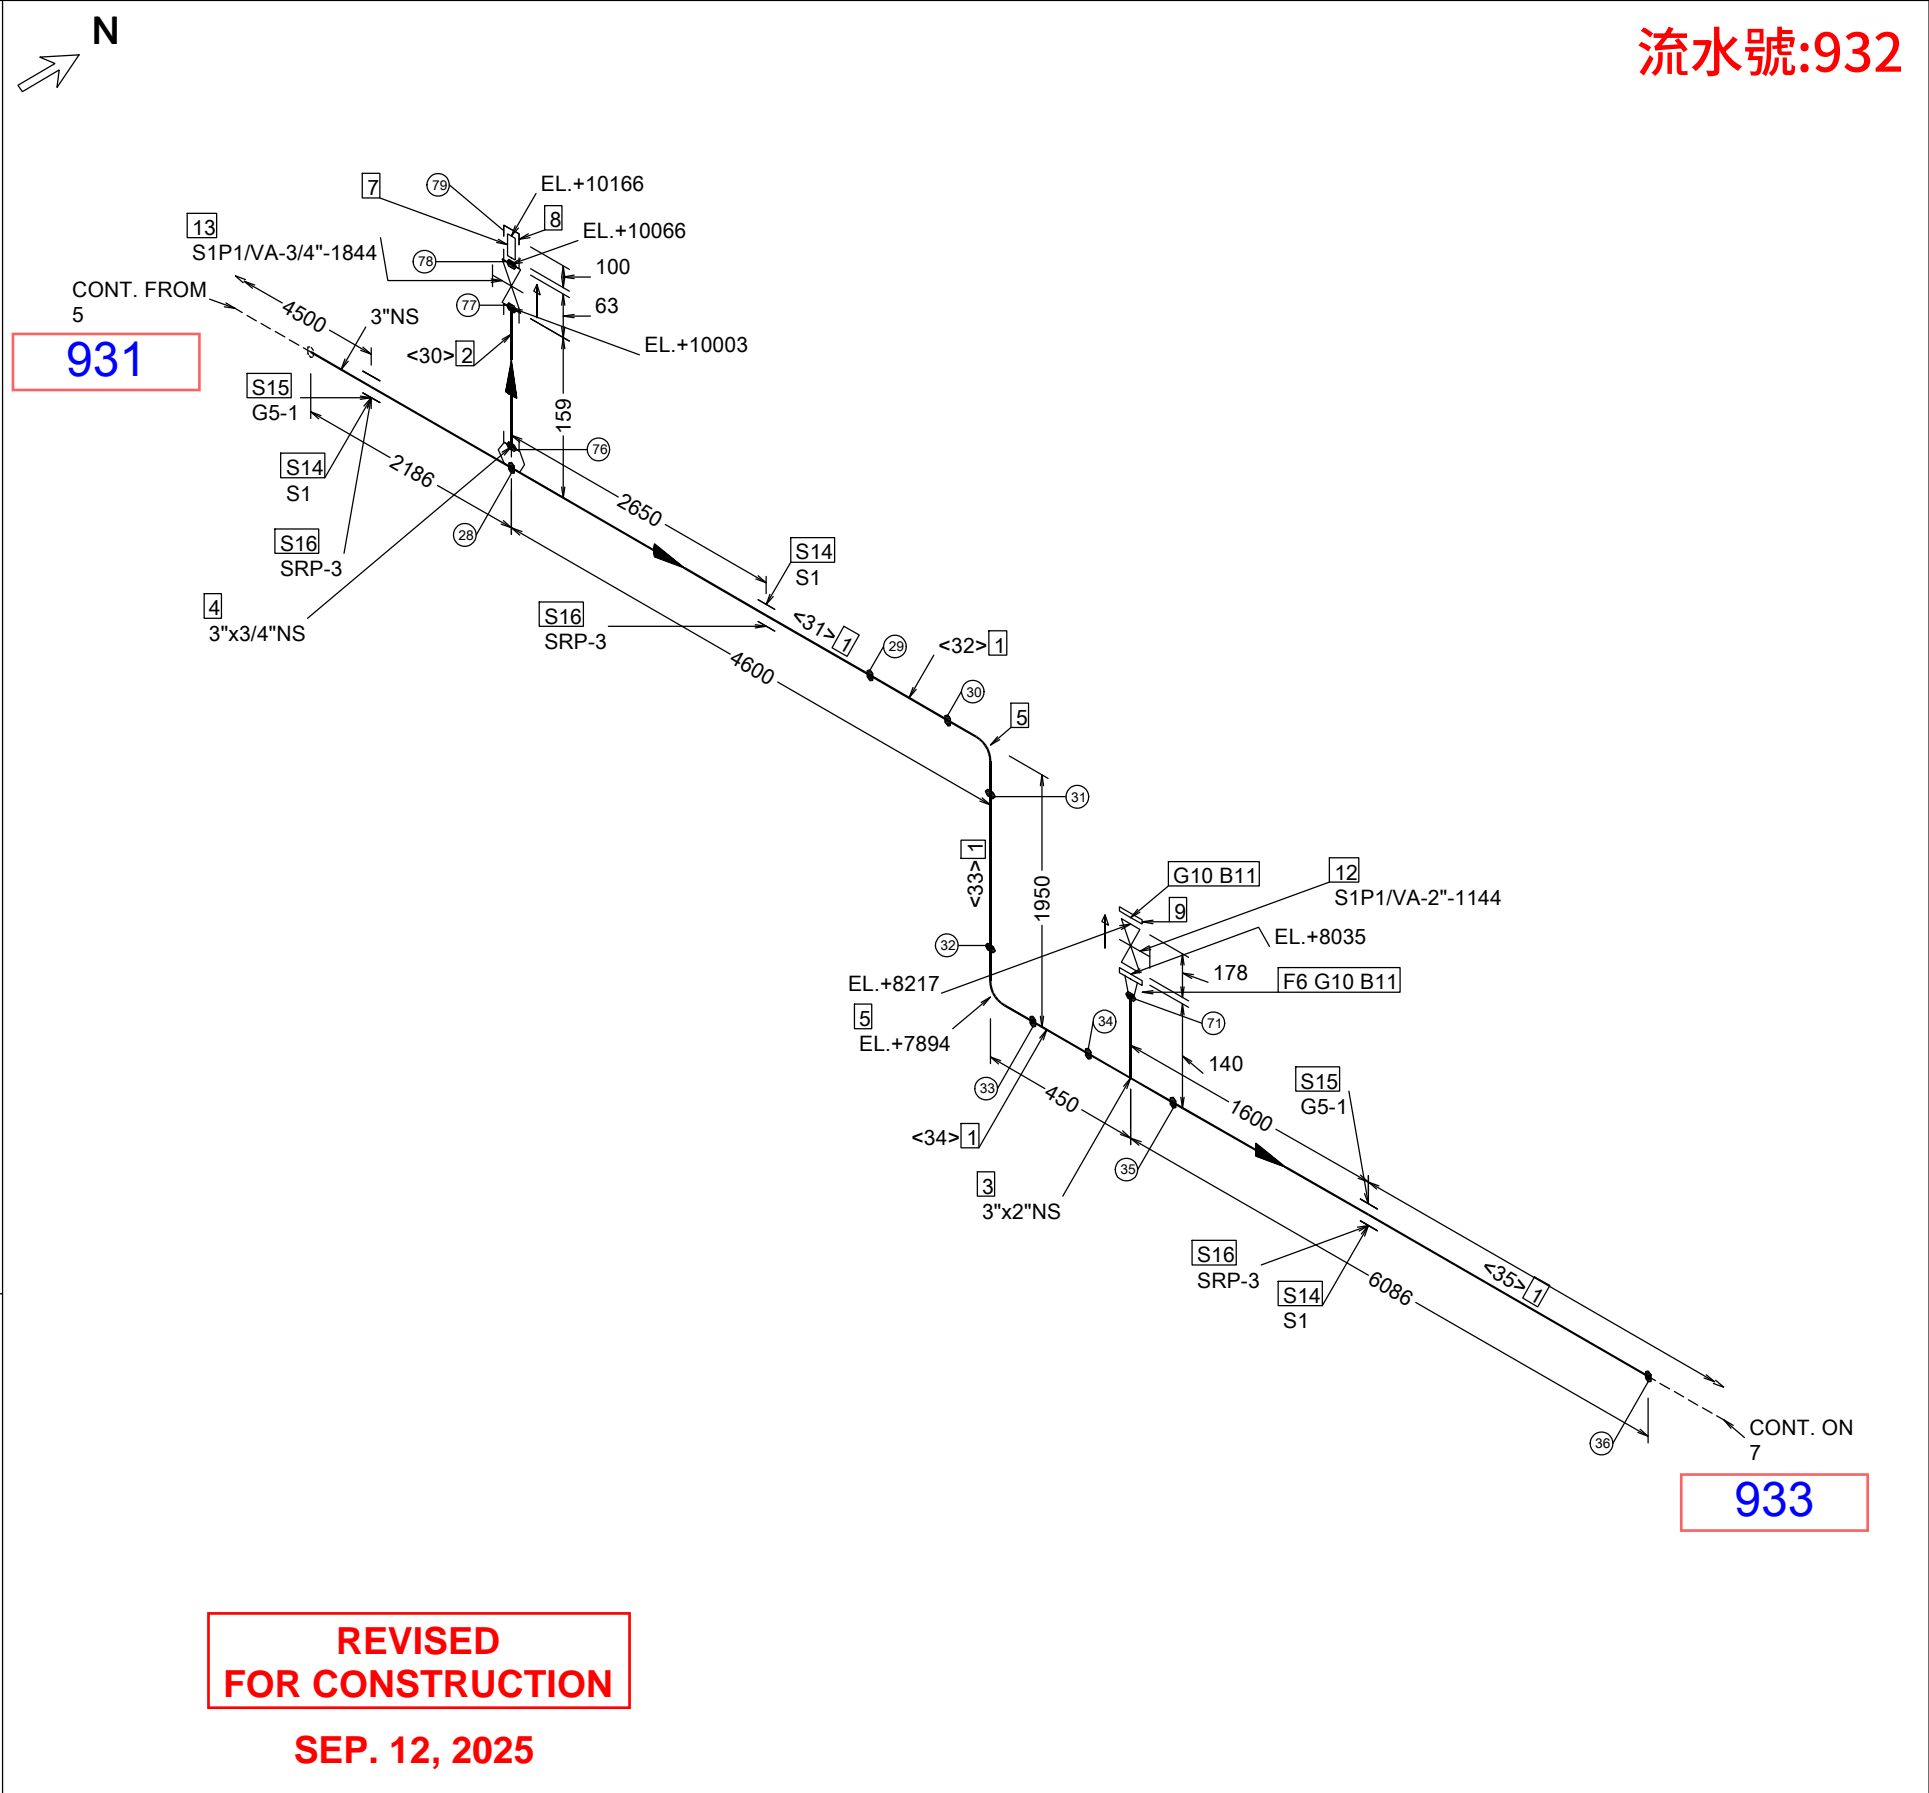 N
流水號:932
7
79
EL.+10166
8
13
S1P1/VA-3/4"-1844
EL.+10066
78
100
CONT. FROM
5
4500
3"NS
77
63
931
<30> 2
EL.+10003
S15
G5-1
159
76
S14
S1
2186
2650
28
S16
SRP-3
S14
S1
4
3"x3/4"NS
S16
SRP-3
<31> 1
29
<32> 1
4600
30
5
31
<33> 1
1950
G10 B11
12
S1P1/VA-2"-1144
9
32
EL.+8035
EL.+8217
178
F6 G10 B11
5
EL.+7894
34
71
33
450
140
S15
G5-1
1600
<34> 1
35
3
3"x2"NS
S16
SRP-3
S14
S1
6086
<35> 1
36
CONT. ON
7
933
REVISED
FOR CONSTRUCTION
SEP. 12, 2025